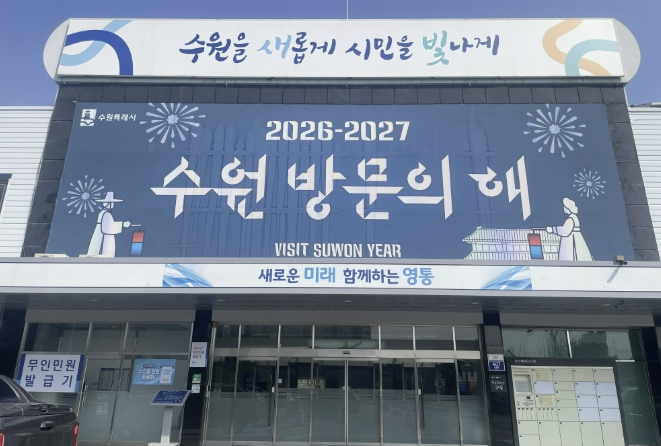 수원을 새롭게 시민을 빛나게
수원특례시
2026-2027
수원 방문의 해
VISIT SUWON YEAR
새로운 미래 함께하는 영통
무인민원
발급기